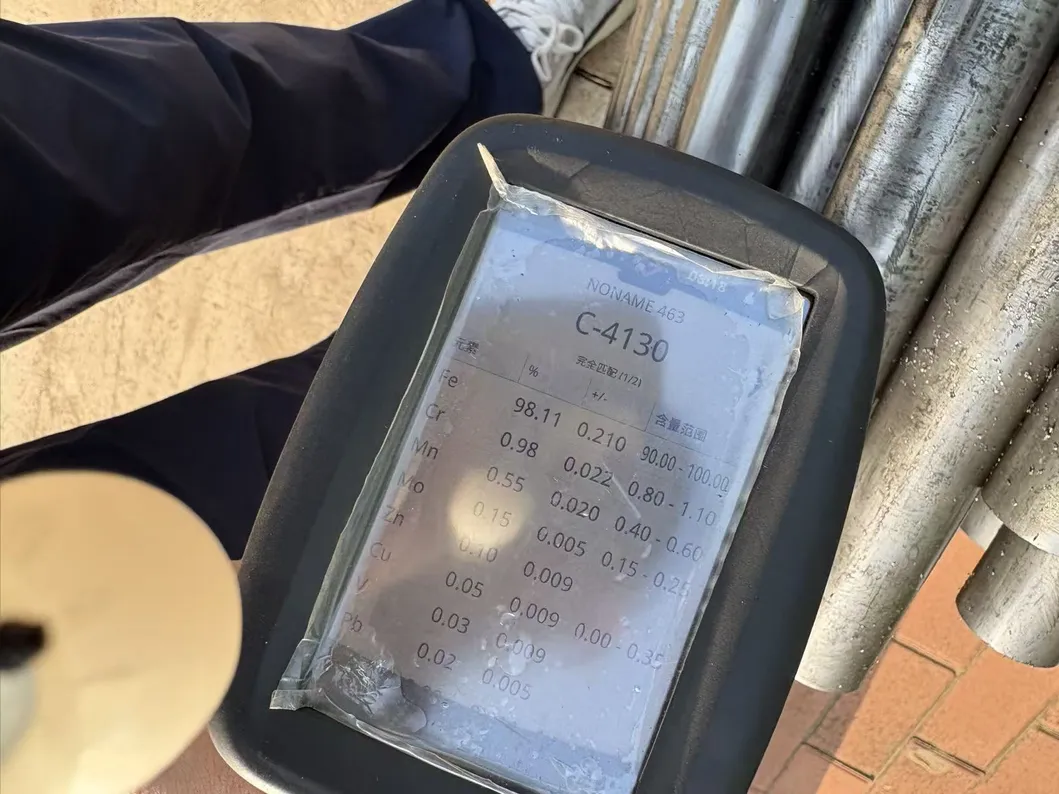 NONAME 463
C-4130
完全匹配 (1/2)
元素 % +/- 含量范围
Fe 98.11 0.210 90.00 - 100.00
Cr 0.98 0.022 0.80 - 1.10
Mn 0.55 0.020 0.40 - 0.60
Mo 0.15 0.005 0.15 - 0.25
Zn 0.10 0.009
Cu 0.05 0.009 0.00 - 0.35
V 0.03 0.009
0.02 0.005